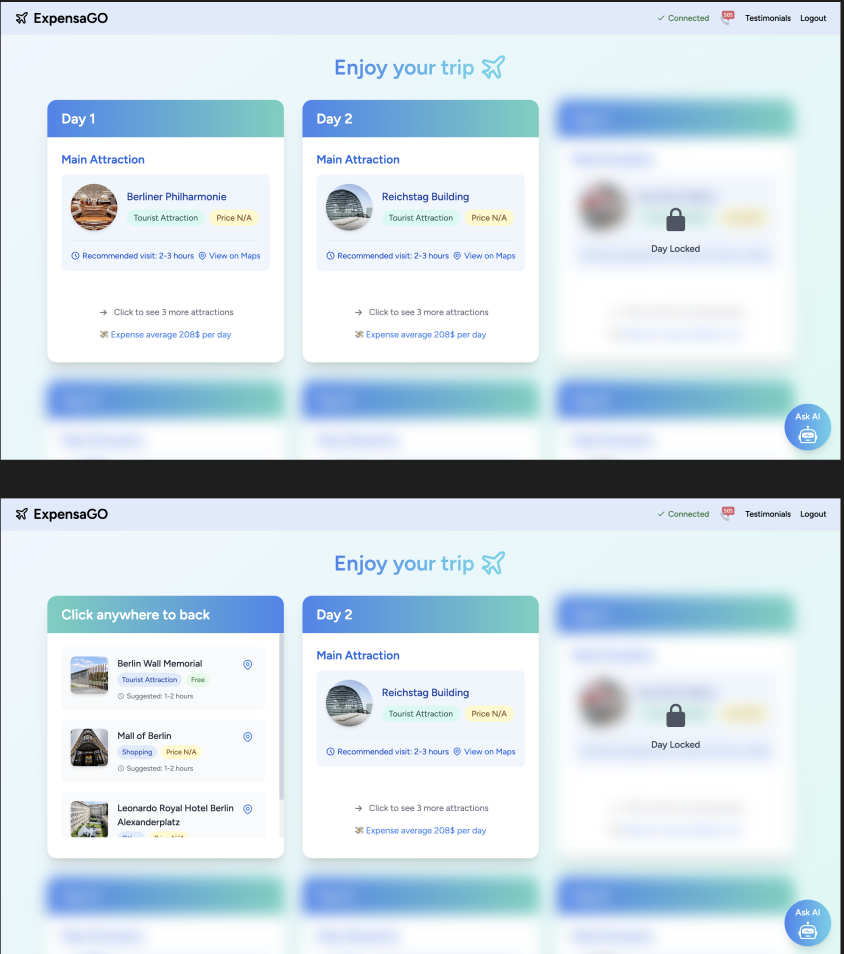 ExpensaGO
Connected
505
Testimonials
Logout
Enjoy your trip
Day 1
Main Attraction
Berliner Philharmonie
Tourist Attraction
Price N/A
Recommended visit: 2-3 hours
View on Maps
Click to see 3 more attractions
Expense average 208$ per day
Day 2
Main Attraction
Reichstag Building
Tourist Attraction
Price N/A
Recommended visit: 2-3 hours
View on Maps
Click to see 3 more attractions
Expense average 208$ per day
Day Locked
Ask AI
ExpensaGO
Connected
505
Testimonials
Logout
Enjoy your trip
Click anywhere to back
Berlin Wall Memorial
Tourist Attraction
Free
Suggested: 1-2 hours
Mall of Berlin
Shopping
Price N/A
Suggested: 1-2 hours
Leonardo Royal Hotel Berlin
Alexanderplatz
Day 2
Main Attraction
Reichstag Building
Tourist Attraction
Price N/A
Recommended visit: 2-3 hours
View on Maps
Click to see 3 more attractions
Expense average 208$ per day
Day Locked
Ask AI